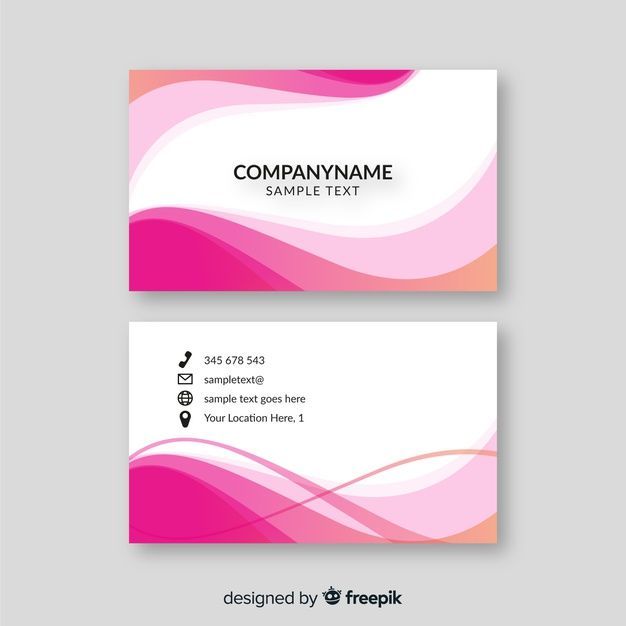 COMPANYNAME
SAMPLE TEXT
345 678 543
sampletext@
sample text goes here
Your Location Here, 1
designed by freepik